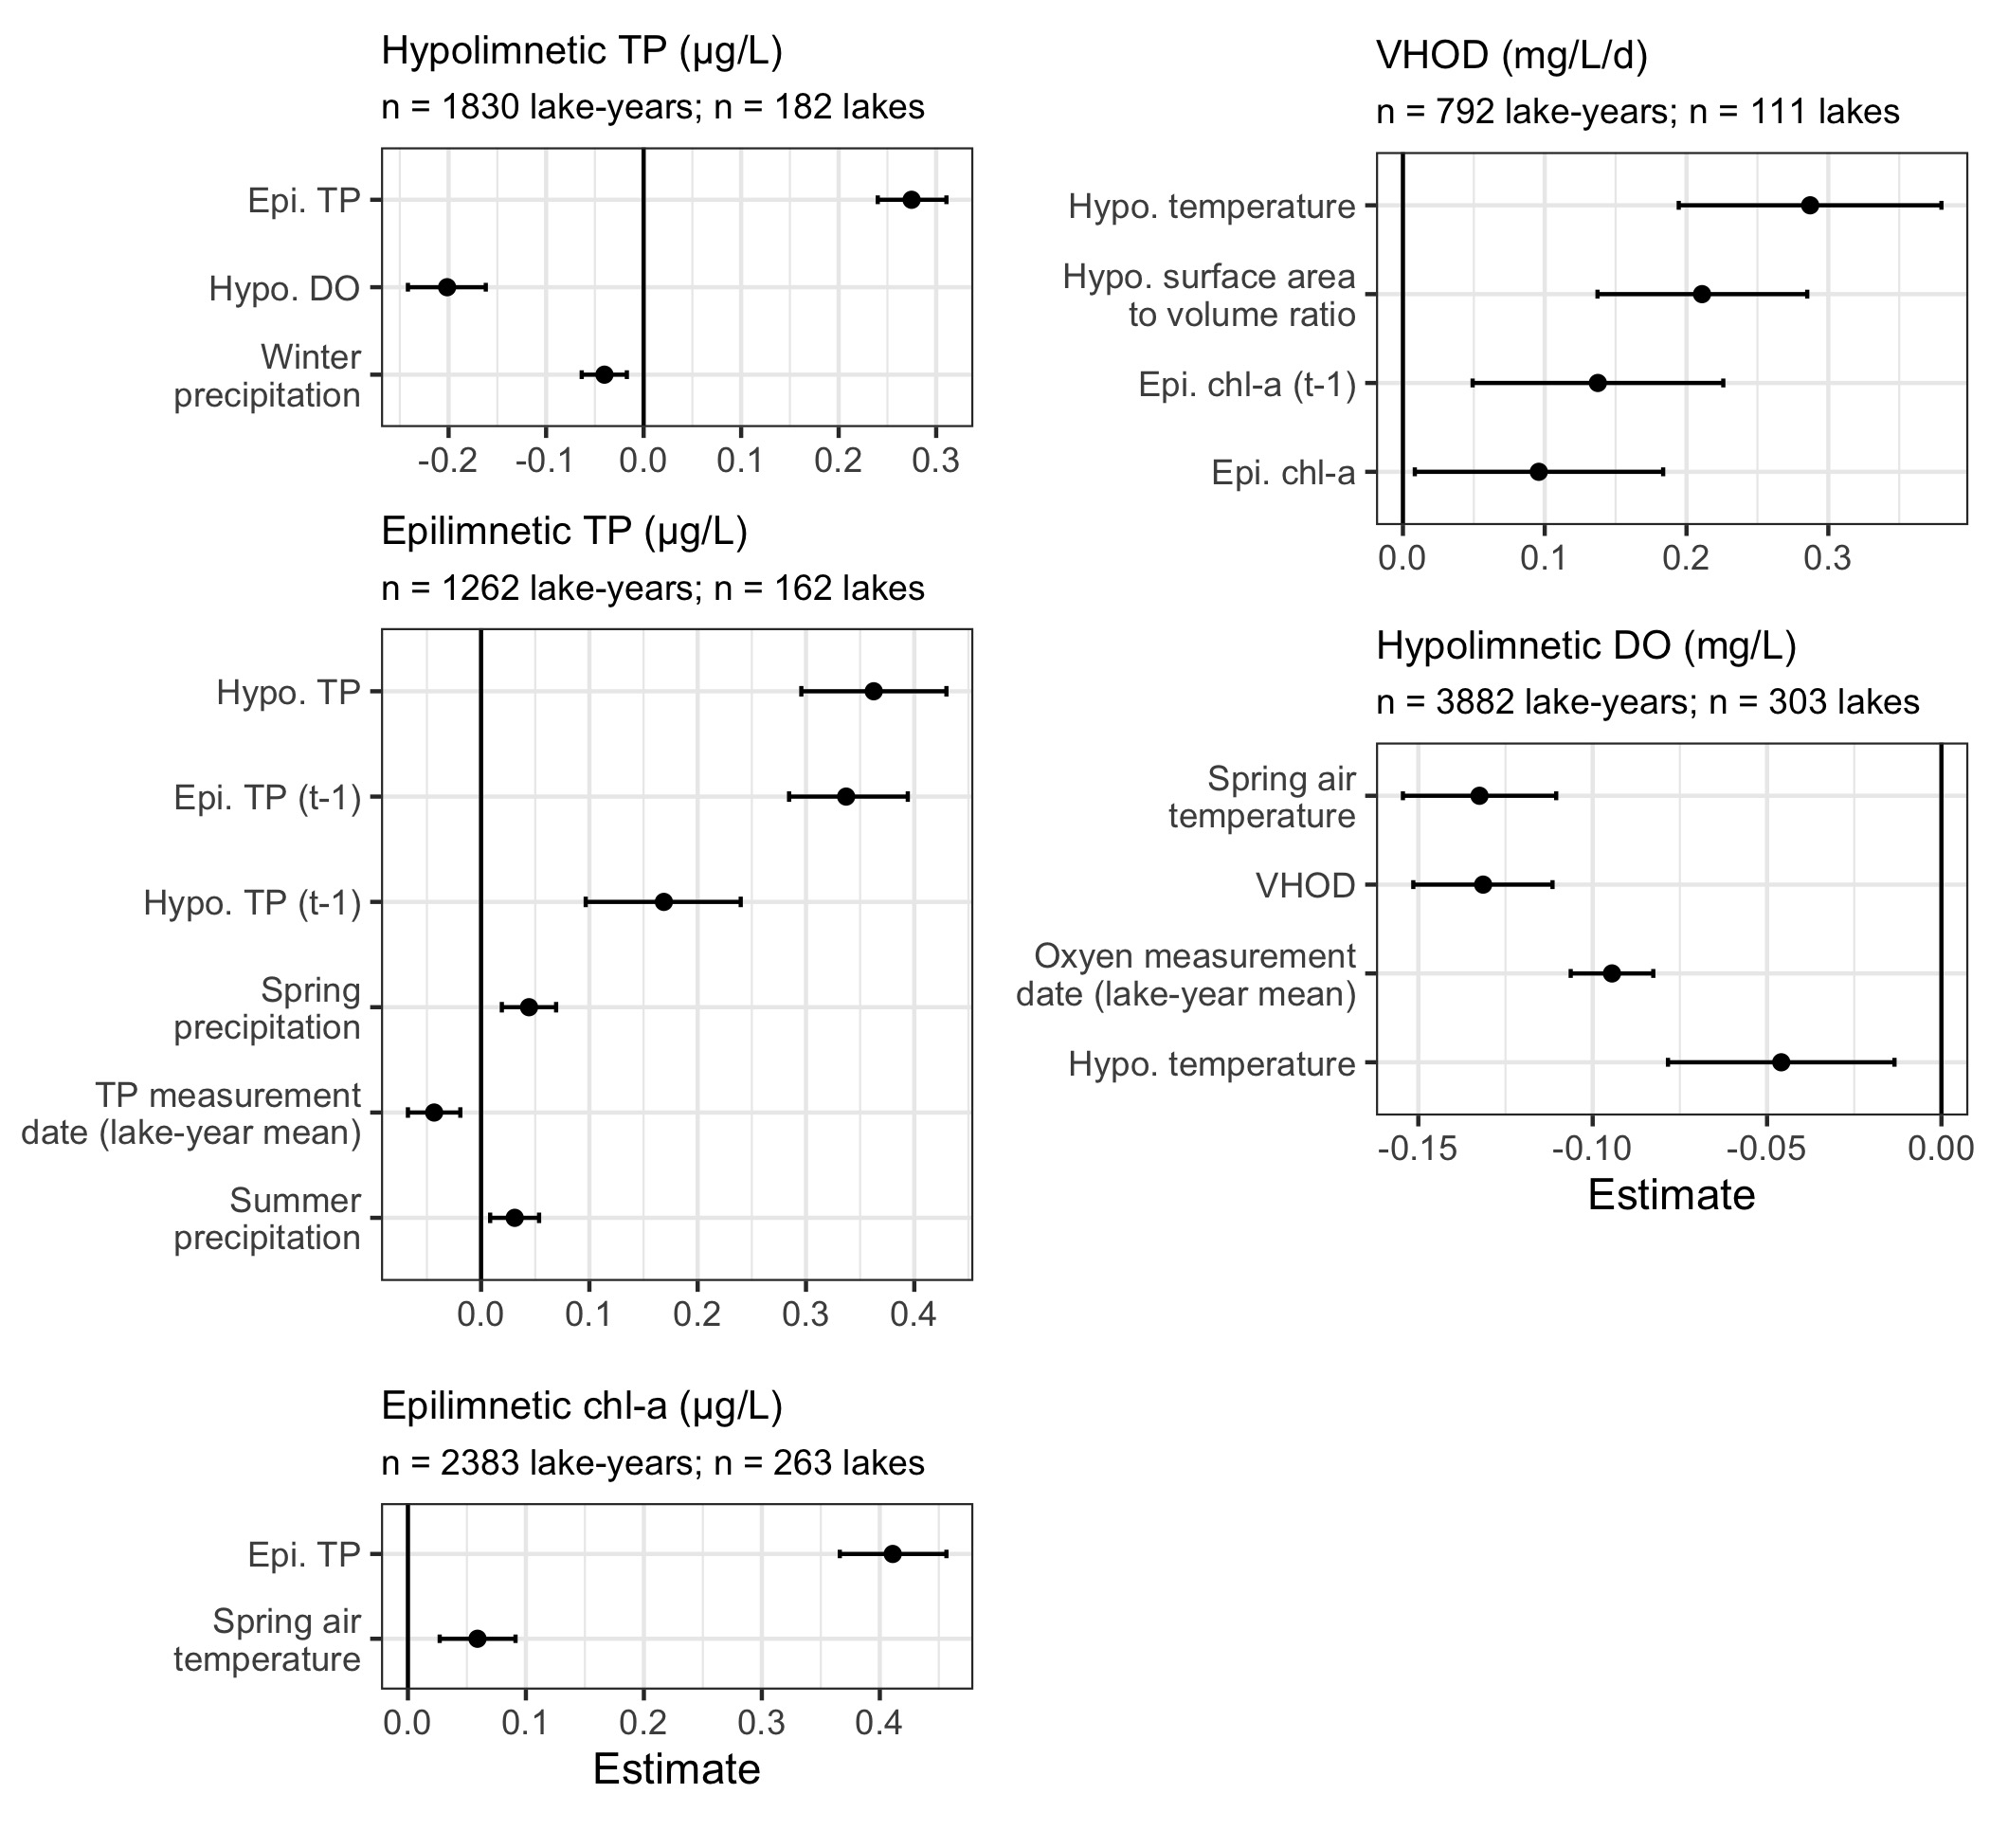 Hypolimnetic TP (µg/L)
n = 1830 lake-years; n = 182 lakes
Epi. TP
Hypo. DO
Winter
precipitation
-0.2 -0.1 0.0 0.1 0.2 0.3
Epilimnetic TP (µg/L)
n = 1262 lake-years; n = 162 lakes
Hypo. TP
Epi. TP (t-1)
Hypo. TP (t-1)
Spring
precipitation
TP measurement
date (lake-year mean)
Summer
precipitation
0.0 0.1 0.2 0.3 0.4
Epilimnetic chl-a (µg/L)
n = 2383 lake-years; n = 263 lakes
Epi. TP
Spring air
temperature
0.0 0.1 0.2 0.3 0.4
Estimate
VHOD (mg/L/d)
n = 792 lake-years; n = 111 lakes
Hypo. temperature
Hypo. surface area
to volume ratio
Epi. chl-a (t-1)
Epi. chl-a
0.0 0.1 0.2 0.3
Hypolimnetic DO (mg/L)
n = 3882 lake-years; n = 303 lakes
Spring air
temperature
VHOD
Oxyen measurement
date (lake-year mean)
Hypo. temperature
-0.15 -0.10 -0.05 0.00
Estimate